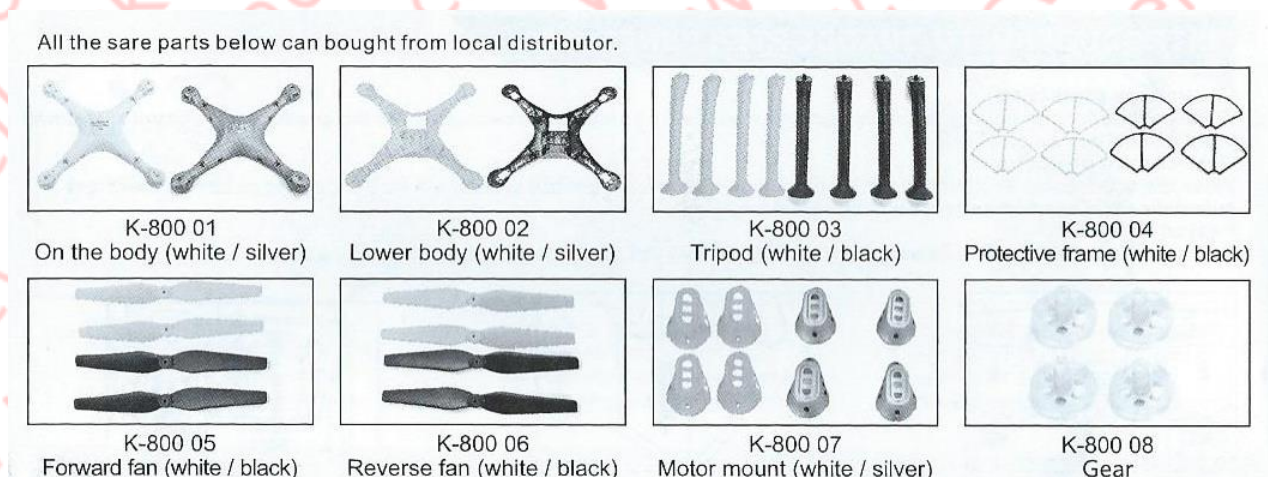 All the sare parts below can bought from local distributor.
K-800 01
On the body (white / silver)
K-800 02
Lower body (white / silver)
K-800 03
Tripod (white / black)
K-800 04
Protective frame (white / black)
K-800 05
Forward fan (white / black)
K-800 06
Reverse fan (white / black)
K-800 07
Motor mount (white / silver)
K-800 08
Gear